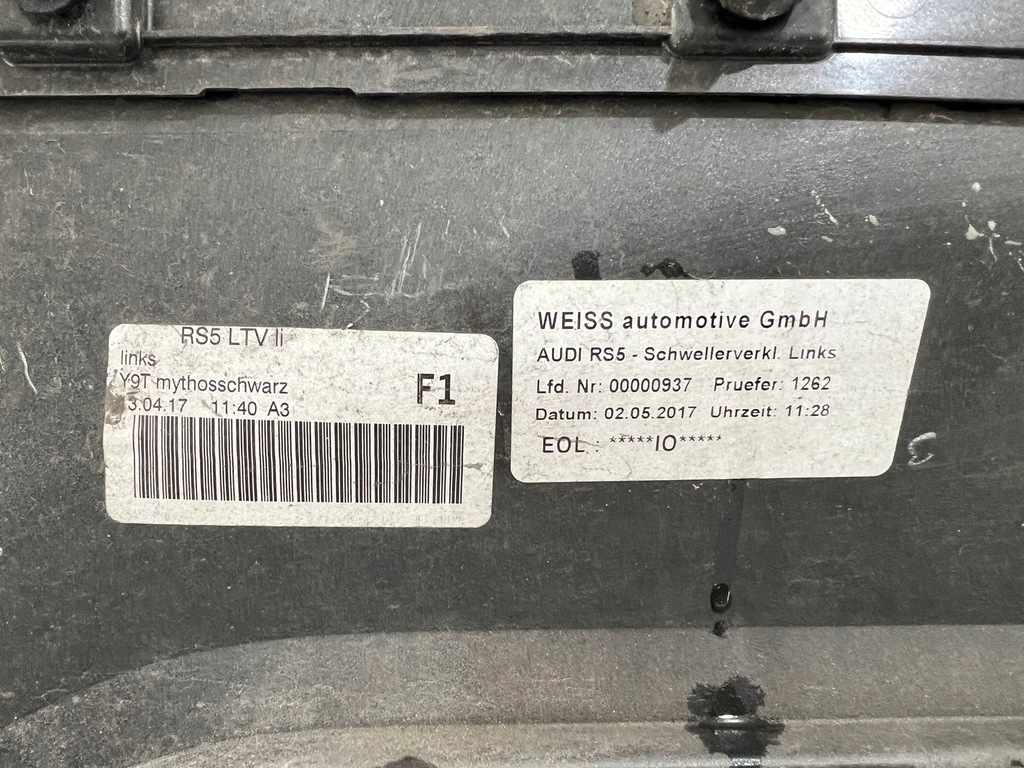 RS5 LTV li
links
Y9T mythosschwarz
F1
3.04.17 11:40 A3
WEISS automotive GmbH
AUDI RS5 - Schwellerverkl. Links
Lfd. Nr: 00000937 Pruefer: 1262
Datum: 02.05.2017 Uhrzeit: 11:28
EOL : *****IO*****